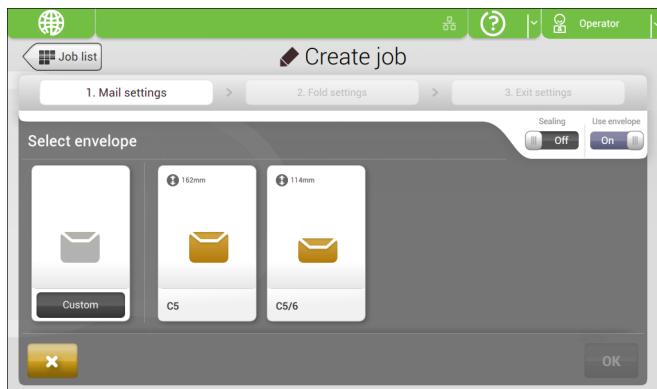 Operator
Job list
Create job
1. Mail settings
>
2. Fold settings
>
3. Exit settings
Select envelope
Sealing
Use envelope
Off
On
162mm
114mm
Custom
C5
C5/6
OK